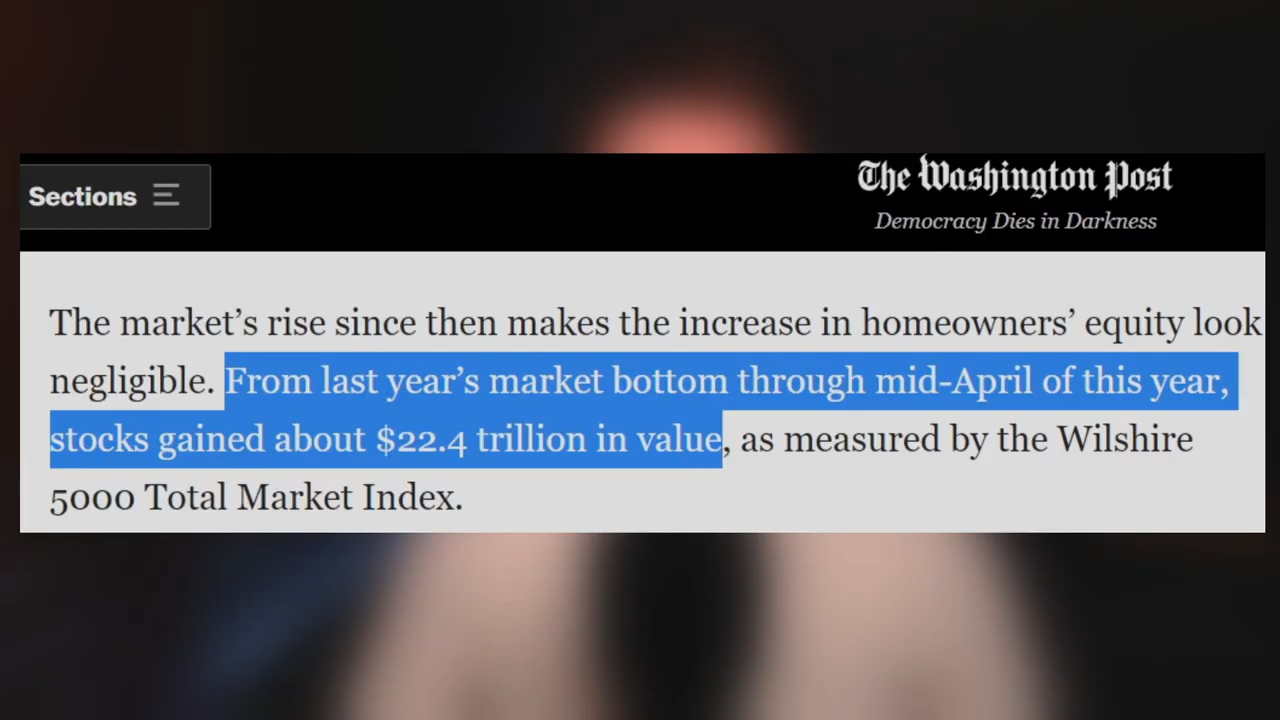 Sections
The Washington Post
Democracy Dies in Darkness
The market’s rise since then makes the increase in homeowners’ equity look
negligible. From last year’s market bottom through mid-April of this year,
stocks gained about $22.4 trillion in value, as measured by the Wilshire
5000 Total Market Index.